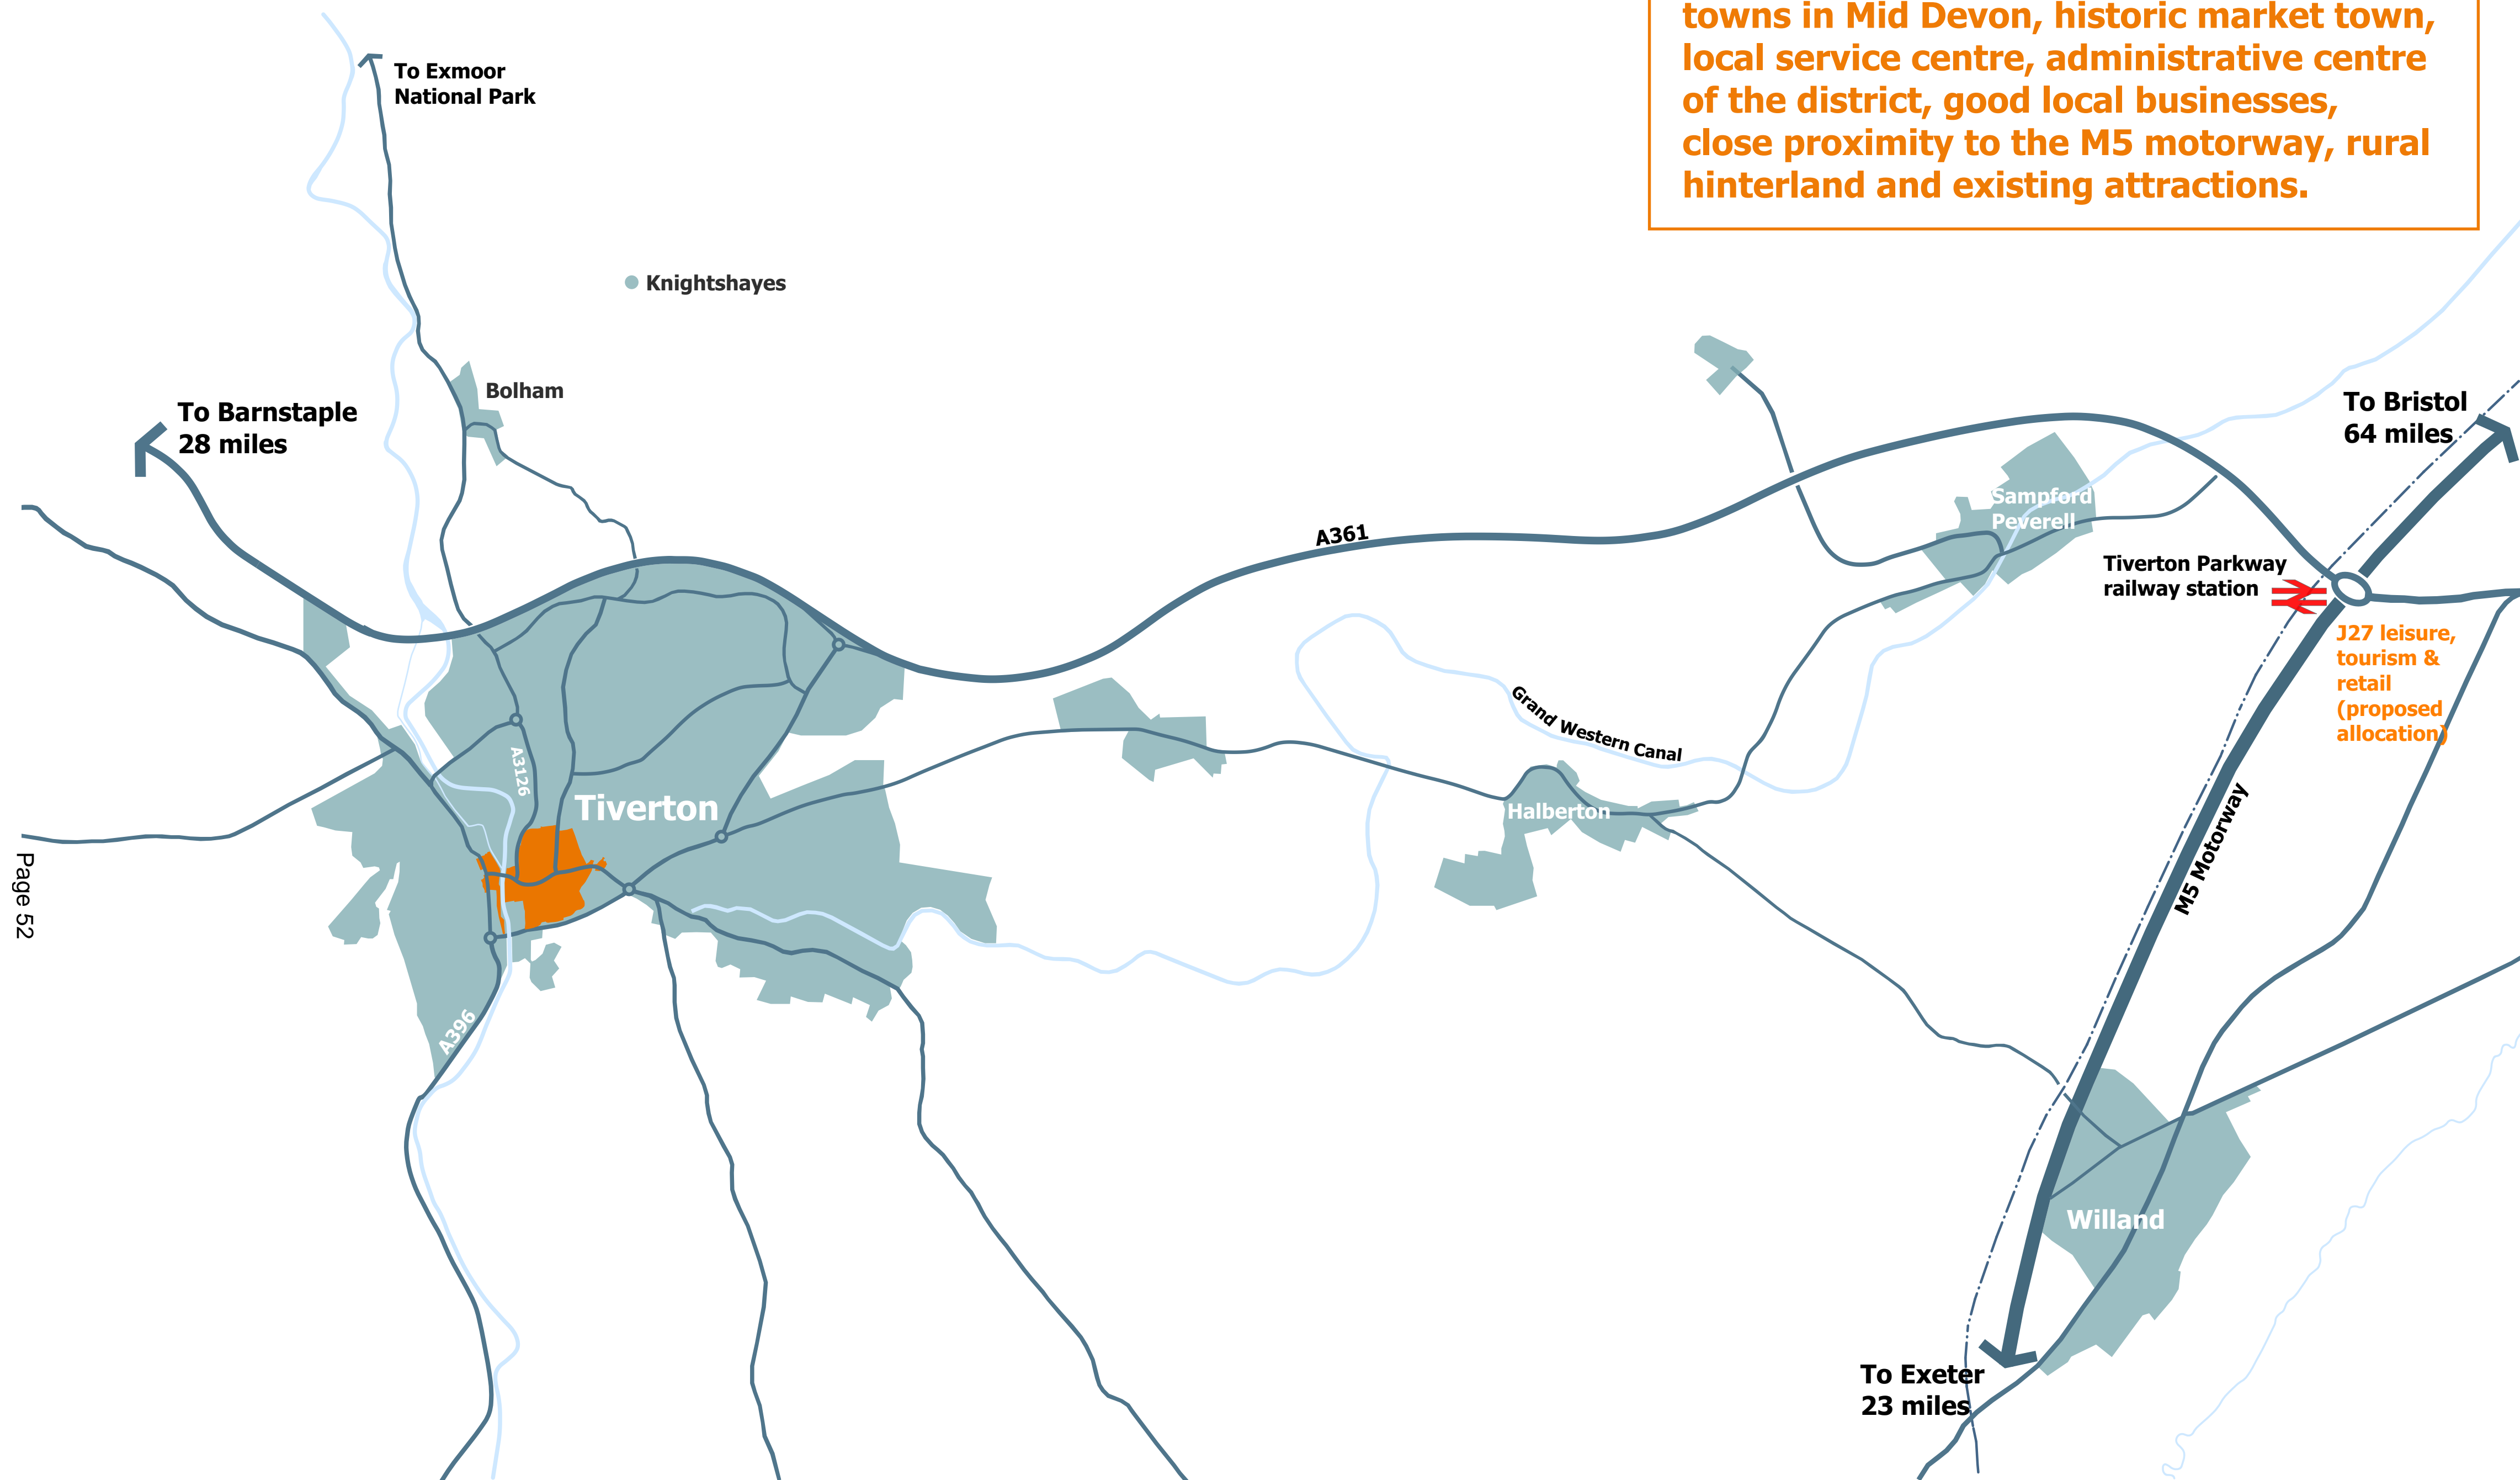 towns in Mid Devon, historic market town,
local service centre, administrative centre
of the district, good local businesses,
close proximity to the M5 motorway, rural
hinterland and existing attractions.
To Exmoor
National Park
Knightshayes
Bolham
To Barnstaple
28 miles
To Bristol
64 miles
A361
Sampford
Peverell
Tiverton Parkway
railway station
J27 leisure,
tourism &
retail
(proposed
allocation)
Grand Western Canal
A3126
Tiverton
Halberton
M5 Motorway
Page 52
A396
Willand
To Exeter
23 miles